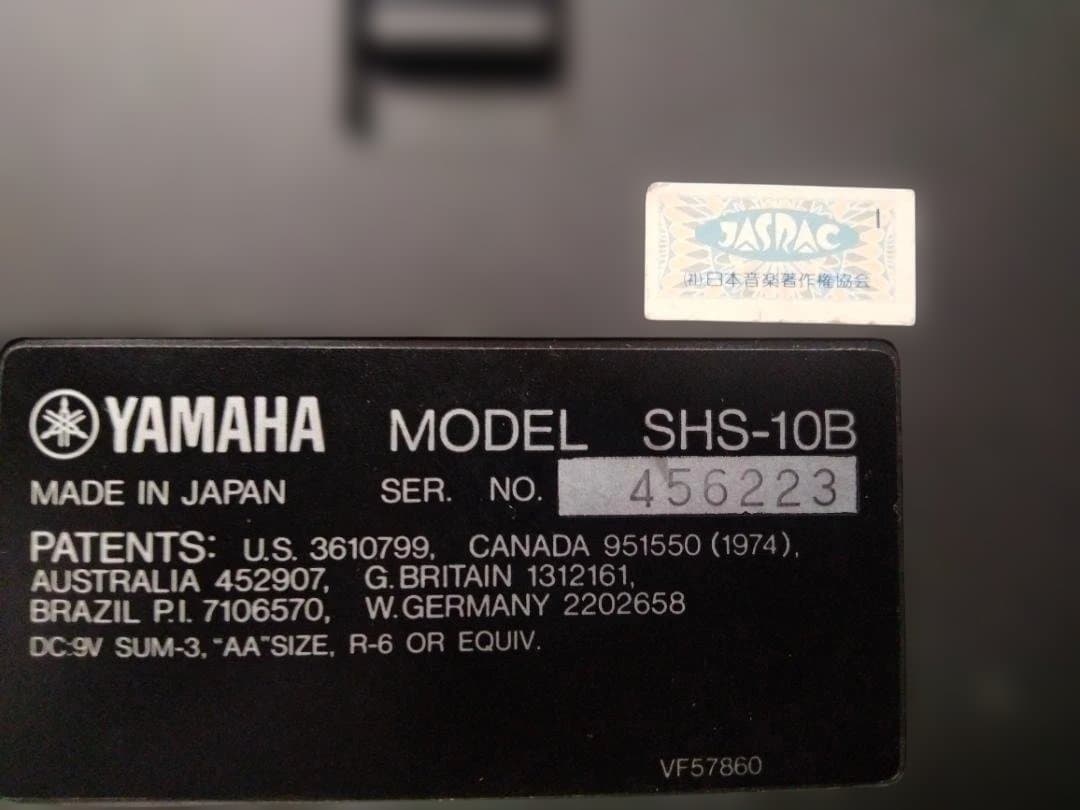 JASRAC
(社)日本音楽著作権協会
YAMAHA MODEL SHS-10B
MADE IN JAPAN SER. NO. 456223
PATENTS: U.S. 3610799, CANADA 951550 (1974),
AUSTRALIA 452907, G.BRITAIN 1312161,
BRAZIL P.I. 7106570, W.GERMANY 2202658
DC:9V SUM-3, "AA"SIZE, R-6 OR EQUIV.
VF57860